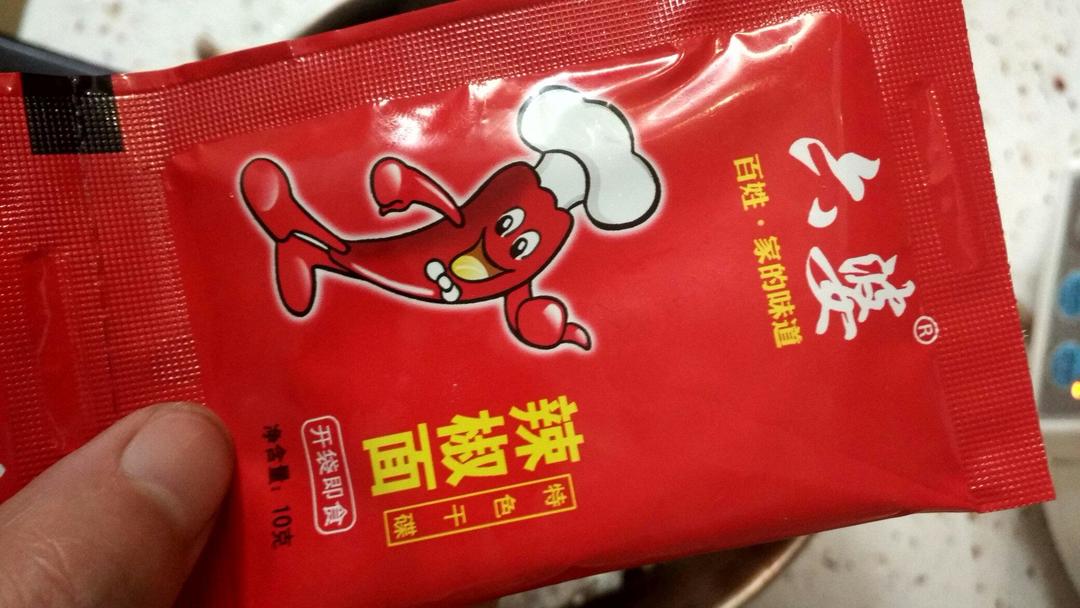 六婆®
百姓·家的味道
辣椒面
特色干碟
开袋即食
净含量：10克